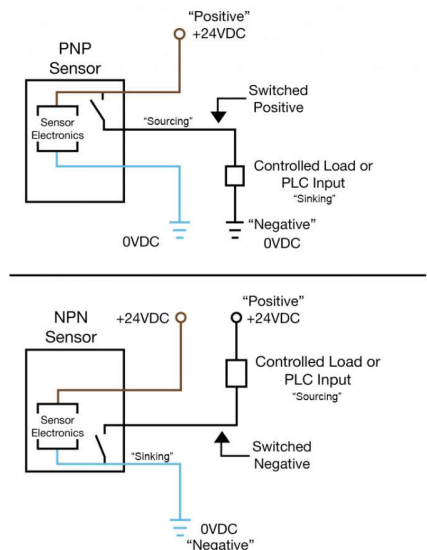 “Positive”
+24VDC
PNP
Sensor
Switched
Positive
Sensor
Electronics
“Sourcing”
Controlled Load or
PLC Input
“Sinking”
“Negative”
0VDC
0VDC
“Positive”
NPN
Sensor
+24VDC
+24VDC
Controlled Load or
PLC Input
“Sourcing”
Sensor
Electronics
“Sinking”
Switched
Negative
0VDC
“Negative”